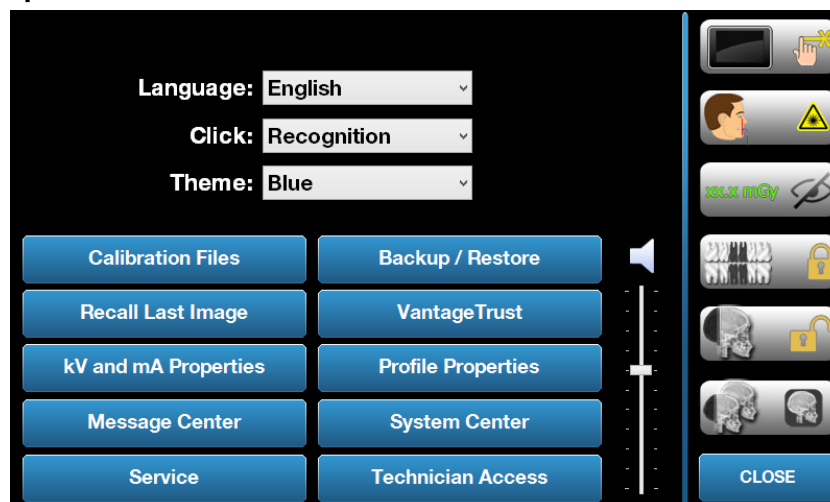 Language: English
Click: Recognition
Theme: Blue
xx.x mGy
Calibration Files
Backup / Restore
Recall Last Image
VantageTrust
kV and mA Properties
Profile Properties
Message Center
System Center
Service
Technician Access
CLOSE